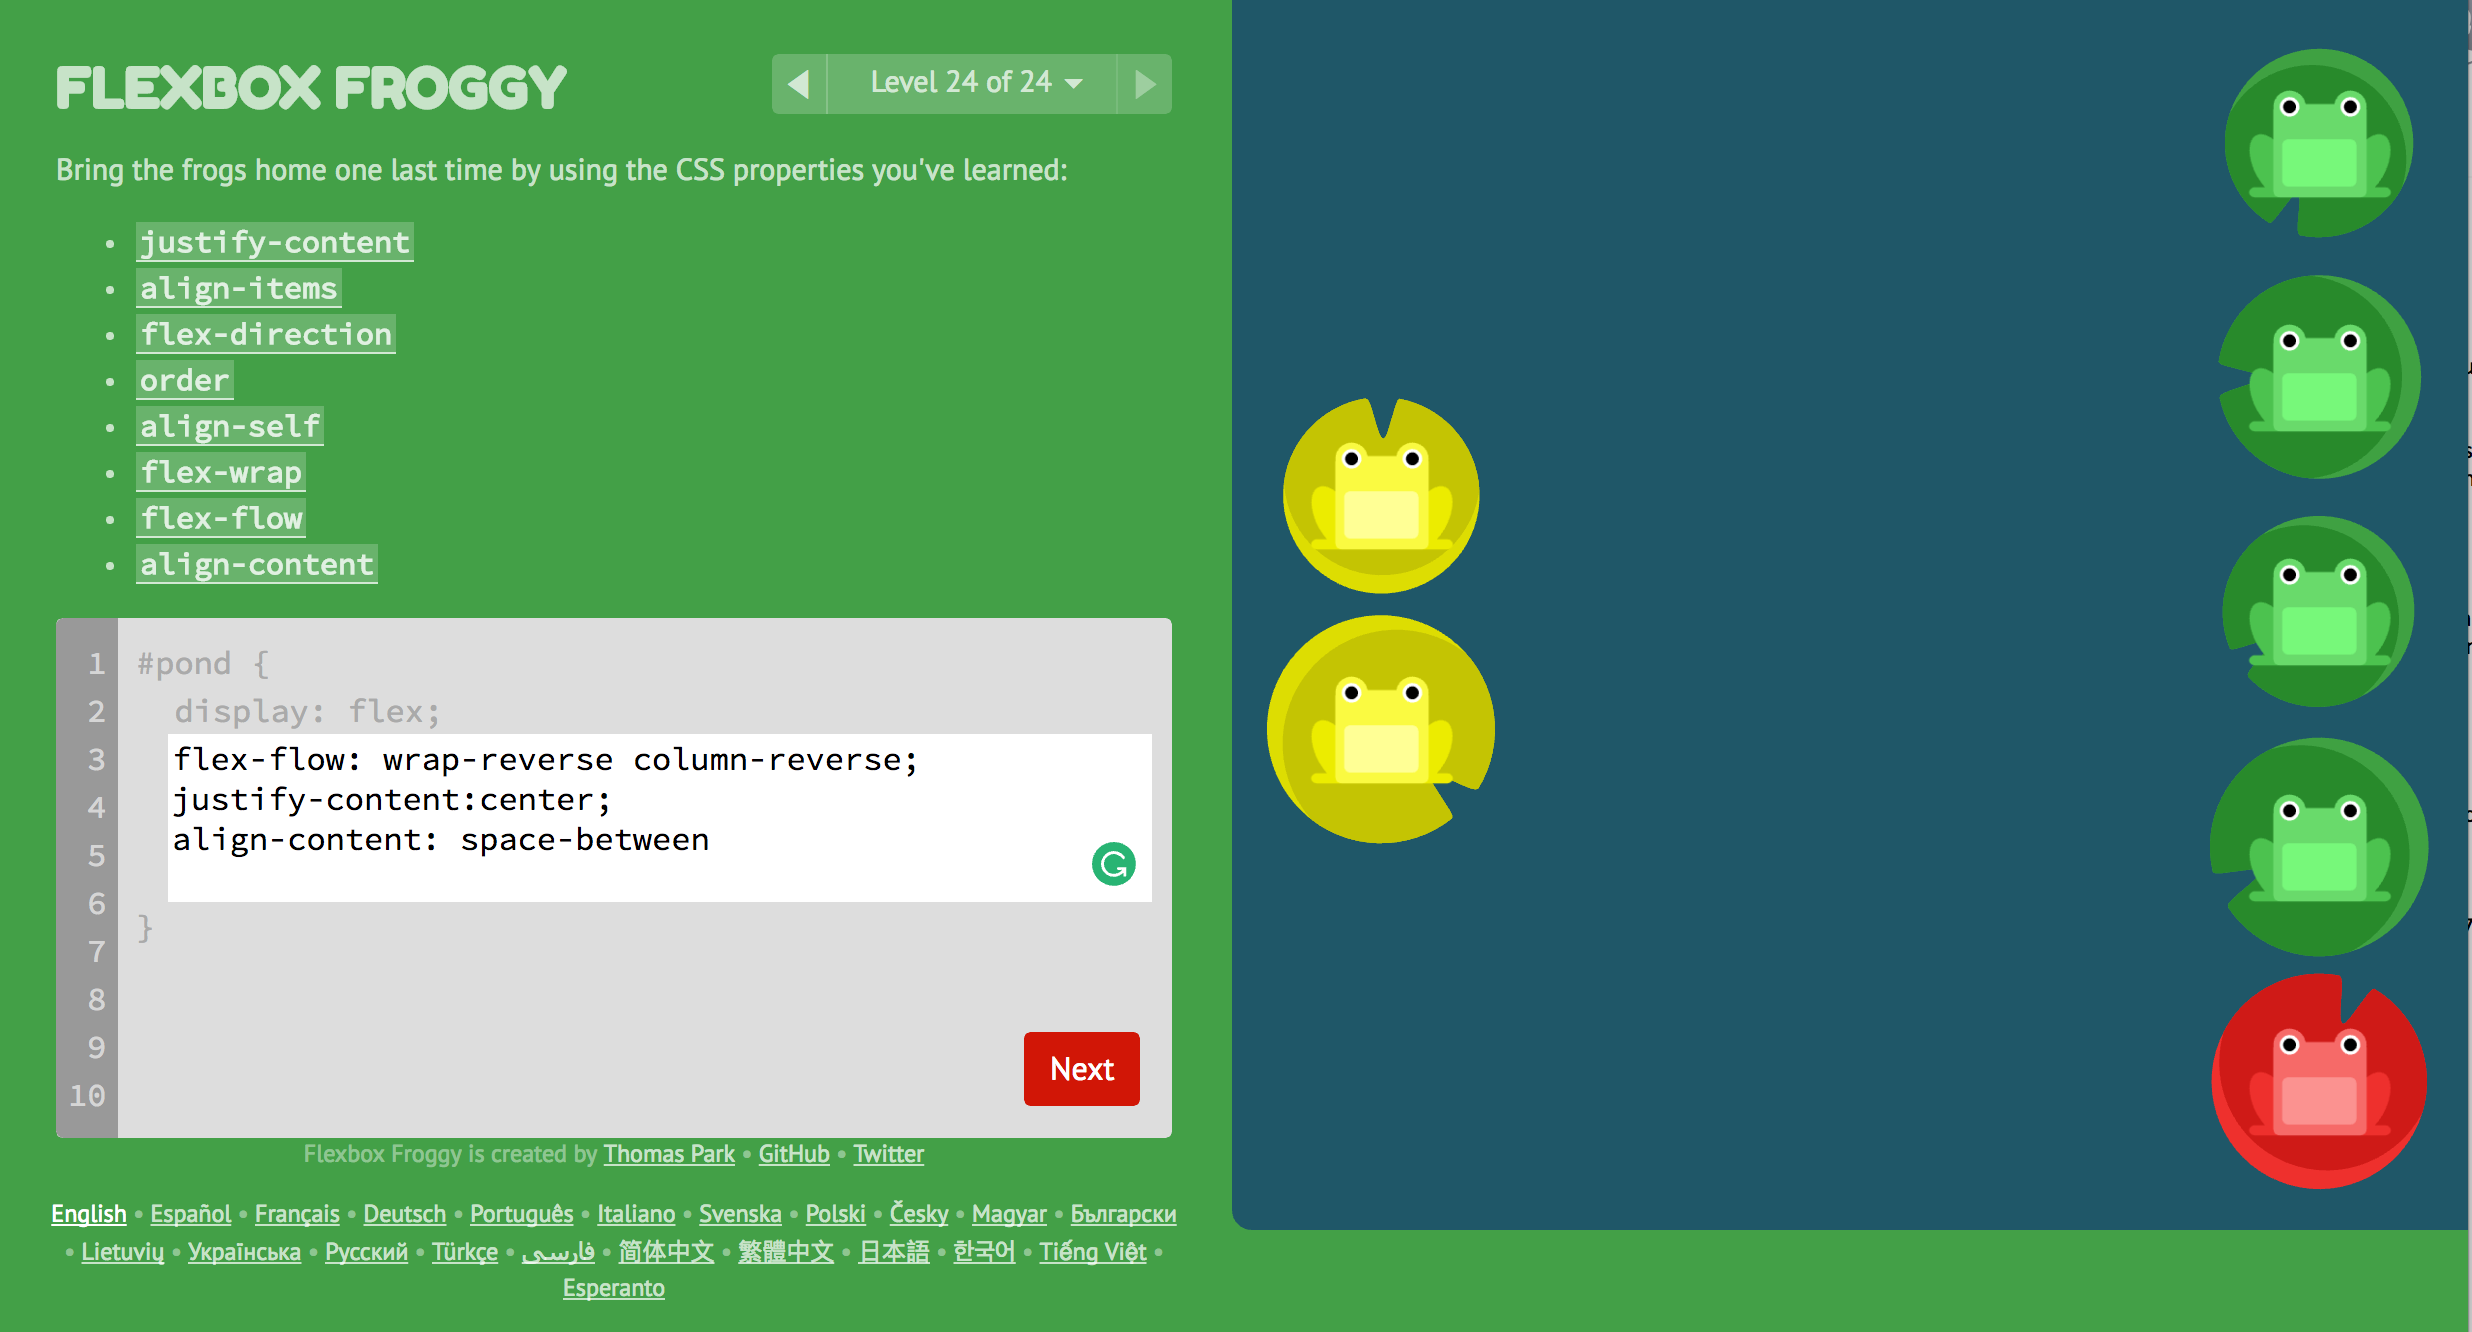 FLEXBOX FROGGY
Level 24 of 24
Bring the frogs home one last time by using the CSS properties you've learned:
• justify-content
• align-items
• flex-direction
• order
• align-self
• flex-wrap
• flex-flow
• align-content
1 #pond {
2 display: flex;
3 flex-flow: wrap-reverse column-reverse;
4 justify-content:center;
5 align-content: space-between
6 }
7
8
9
10
Next
Flexbox Froggy is created by Thomas Park • GitHub • Twitter
English • Español • Français • Deutsch • Português • Italiano • Svenska • Polski • Česky • Magyar • Български
• Lietuvių • Українська • Русский • Türkçe • فارسی • 简体中文 • 繁體中文 • 日本語 • 한국어 • Tiếng Việt •
Esperanto